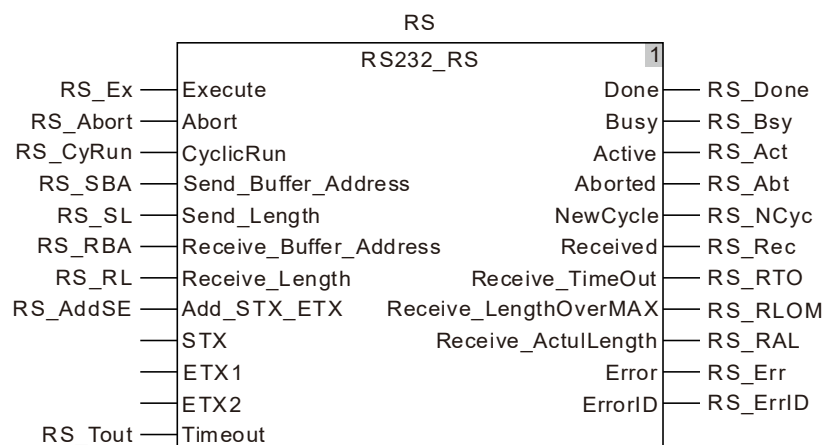 RS
RS232_RS 1
RS_Ex Execute Done RS_Done
RS_Abort Abort Busy RS_Bsy
RS_CyRun CyclicRun Active RS_Act
RS_SBA Send_Buffer_Address Aborted RS_Abt
RS_SL Send_Length NewCycle RS_NCyc
RS_RBA Receive_Buffer_Address Received RS_Rec
RS_RL Receive_Length Receive_TimeOut RS_RTO
RS_AddSE Add_STX_ETX Receive_LengthOverMAX RS_RLOM
STX Receive_ActulLength RS_RAL
ETX1 Error RS_Err
ETX2 ErrorID RS_ErrID
RS_Tout Timeout